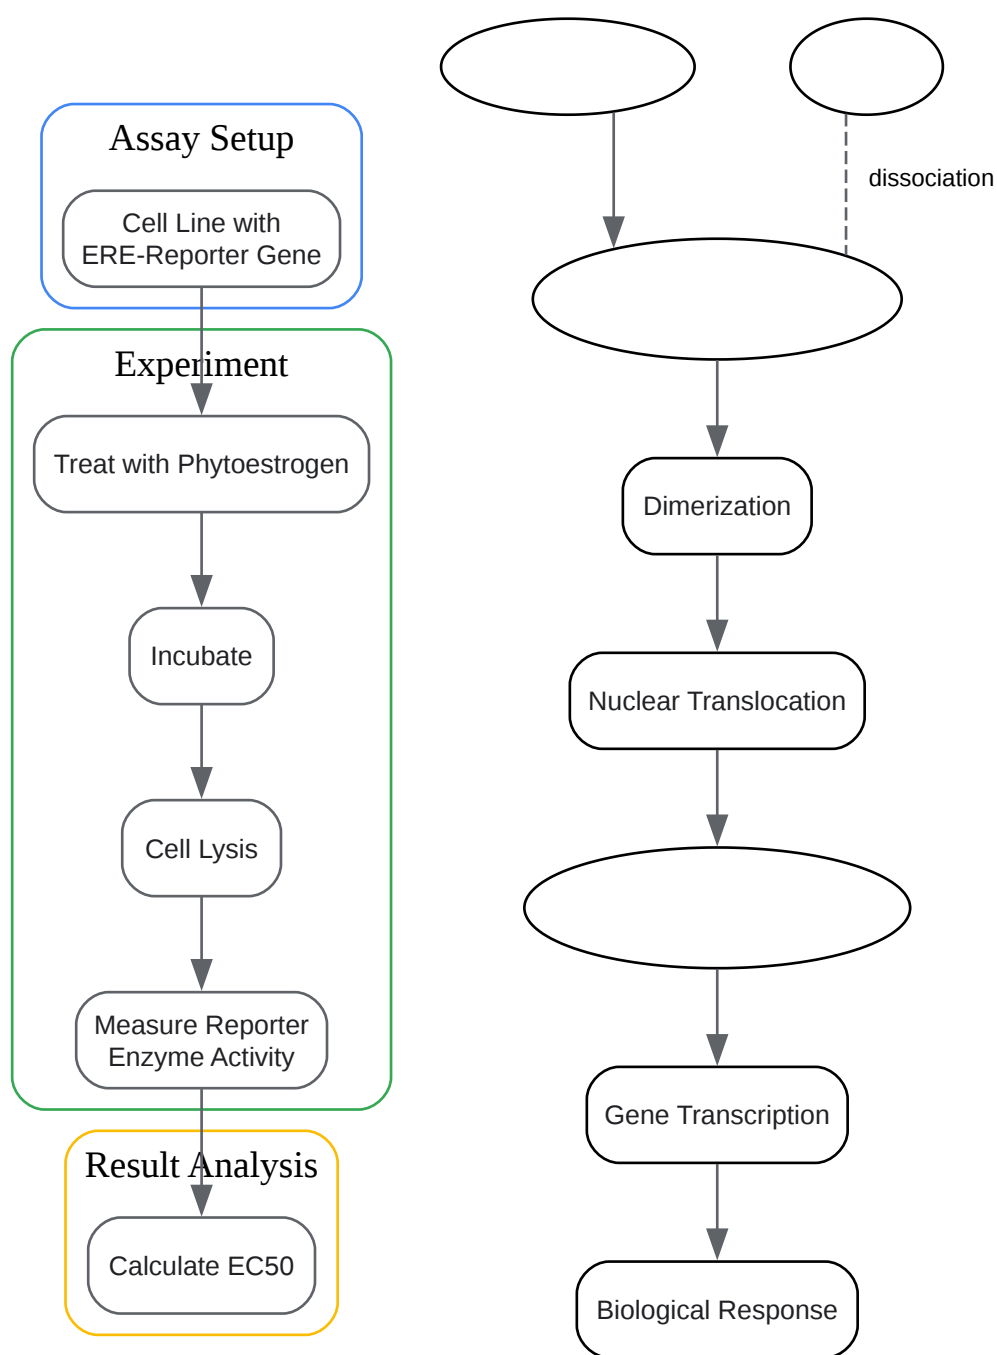 Assay Setup
Cell Line with
ERE-Reporter Gene
Experiment
Treat with Phytoestrogen
Incubate
Cell Lysis
Measure Reporter
Enzyme Activity
Result Analysis
Calculate EC50
dissociation
Dimerization
Nuclear Translocation
Gene Transcription
Biological Response